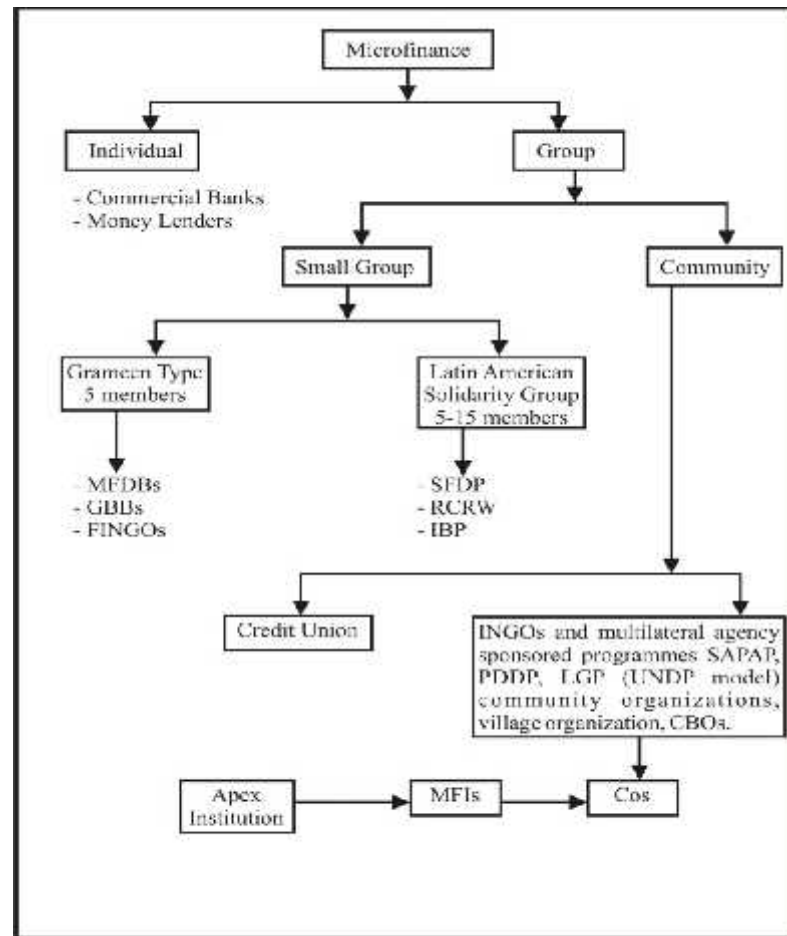 Microfinance
Individual
Group
- Commercial Banks
- Money Lenders
Small Group
Community
Grameen Type
5 members
Latin American
Solidarity Group
5-15 members
- MFDBs
- GBBs
- FINGOs
- SFDP
- RCRW
- IBP
Credit Union
INGOs and multilateral agency
sponsored programmes SAPAP,
PDDP, LGP (UNDP model)
community organizations,
village organization, CBOs.
Apex
Institution
MFIs
Cos